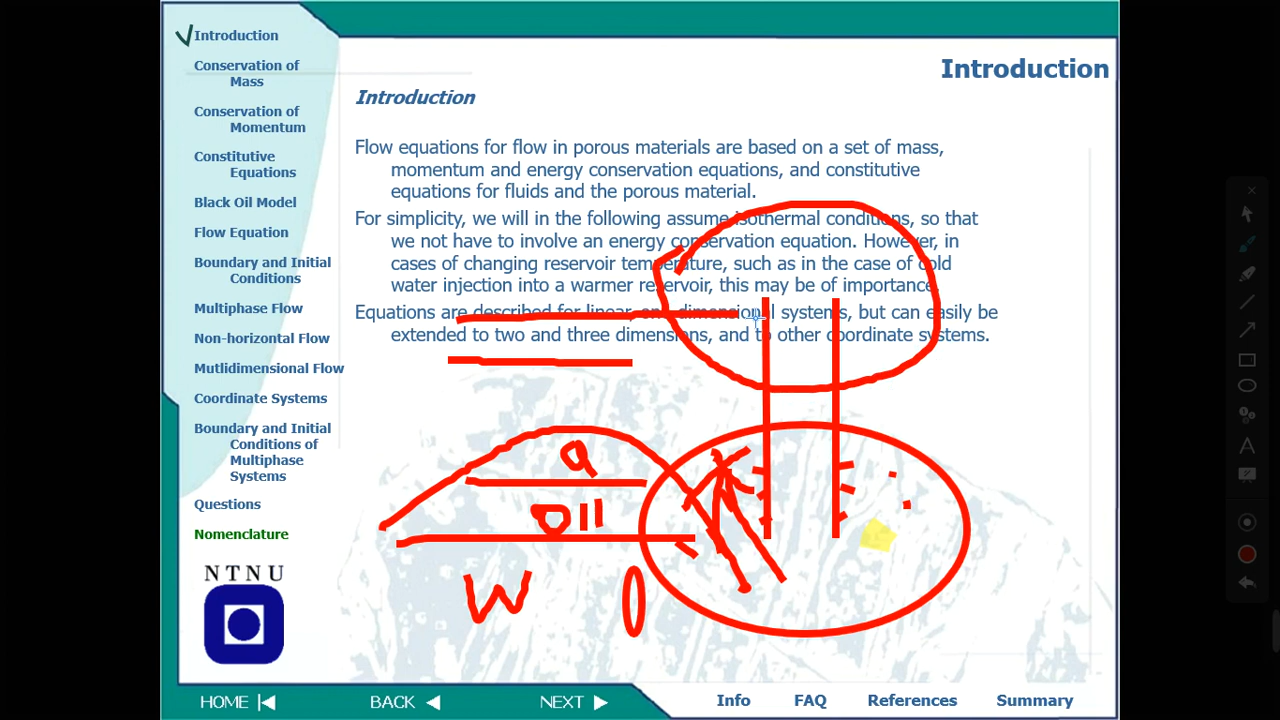 Introduction
Conservation of
Mass
Conservation of
Momentum
Constitutive
Equations
Black Oil Model
Flow Equation
Boundary and Initial
Conditions
Multiphase Flow
Non-horizontal Flow
Mutlidimensional Flow
Coordinate Systems
Boundary and Initial
Conditions of
Multiphase
Systems
Questions
Nomenclature
NTNU
Introduction
Introduction
Flow equations for flow in porous materials are based on a set of mass,
momentum and energy conservation equations, and constitutive
equations for fluids and the porous material.
For simplicity, we will in the following assume isothermal conditions, so that
we not have to involve an energy conservation equation. However, in
cases of changing reservoir temperature, such as in the case of cold
water injection into a warmer reservoir, this may be of importance.
Equations are described for linear, one dimensional systems, but can easily be
extended to two and three dimensions, and to other coordinate systems.
W
HOME
BACK
NEXT
Info
FAQ
References
Summary